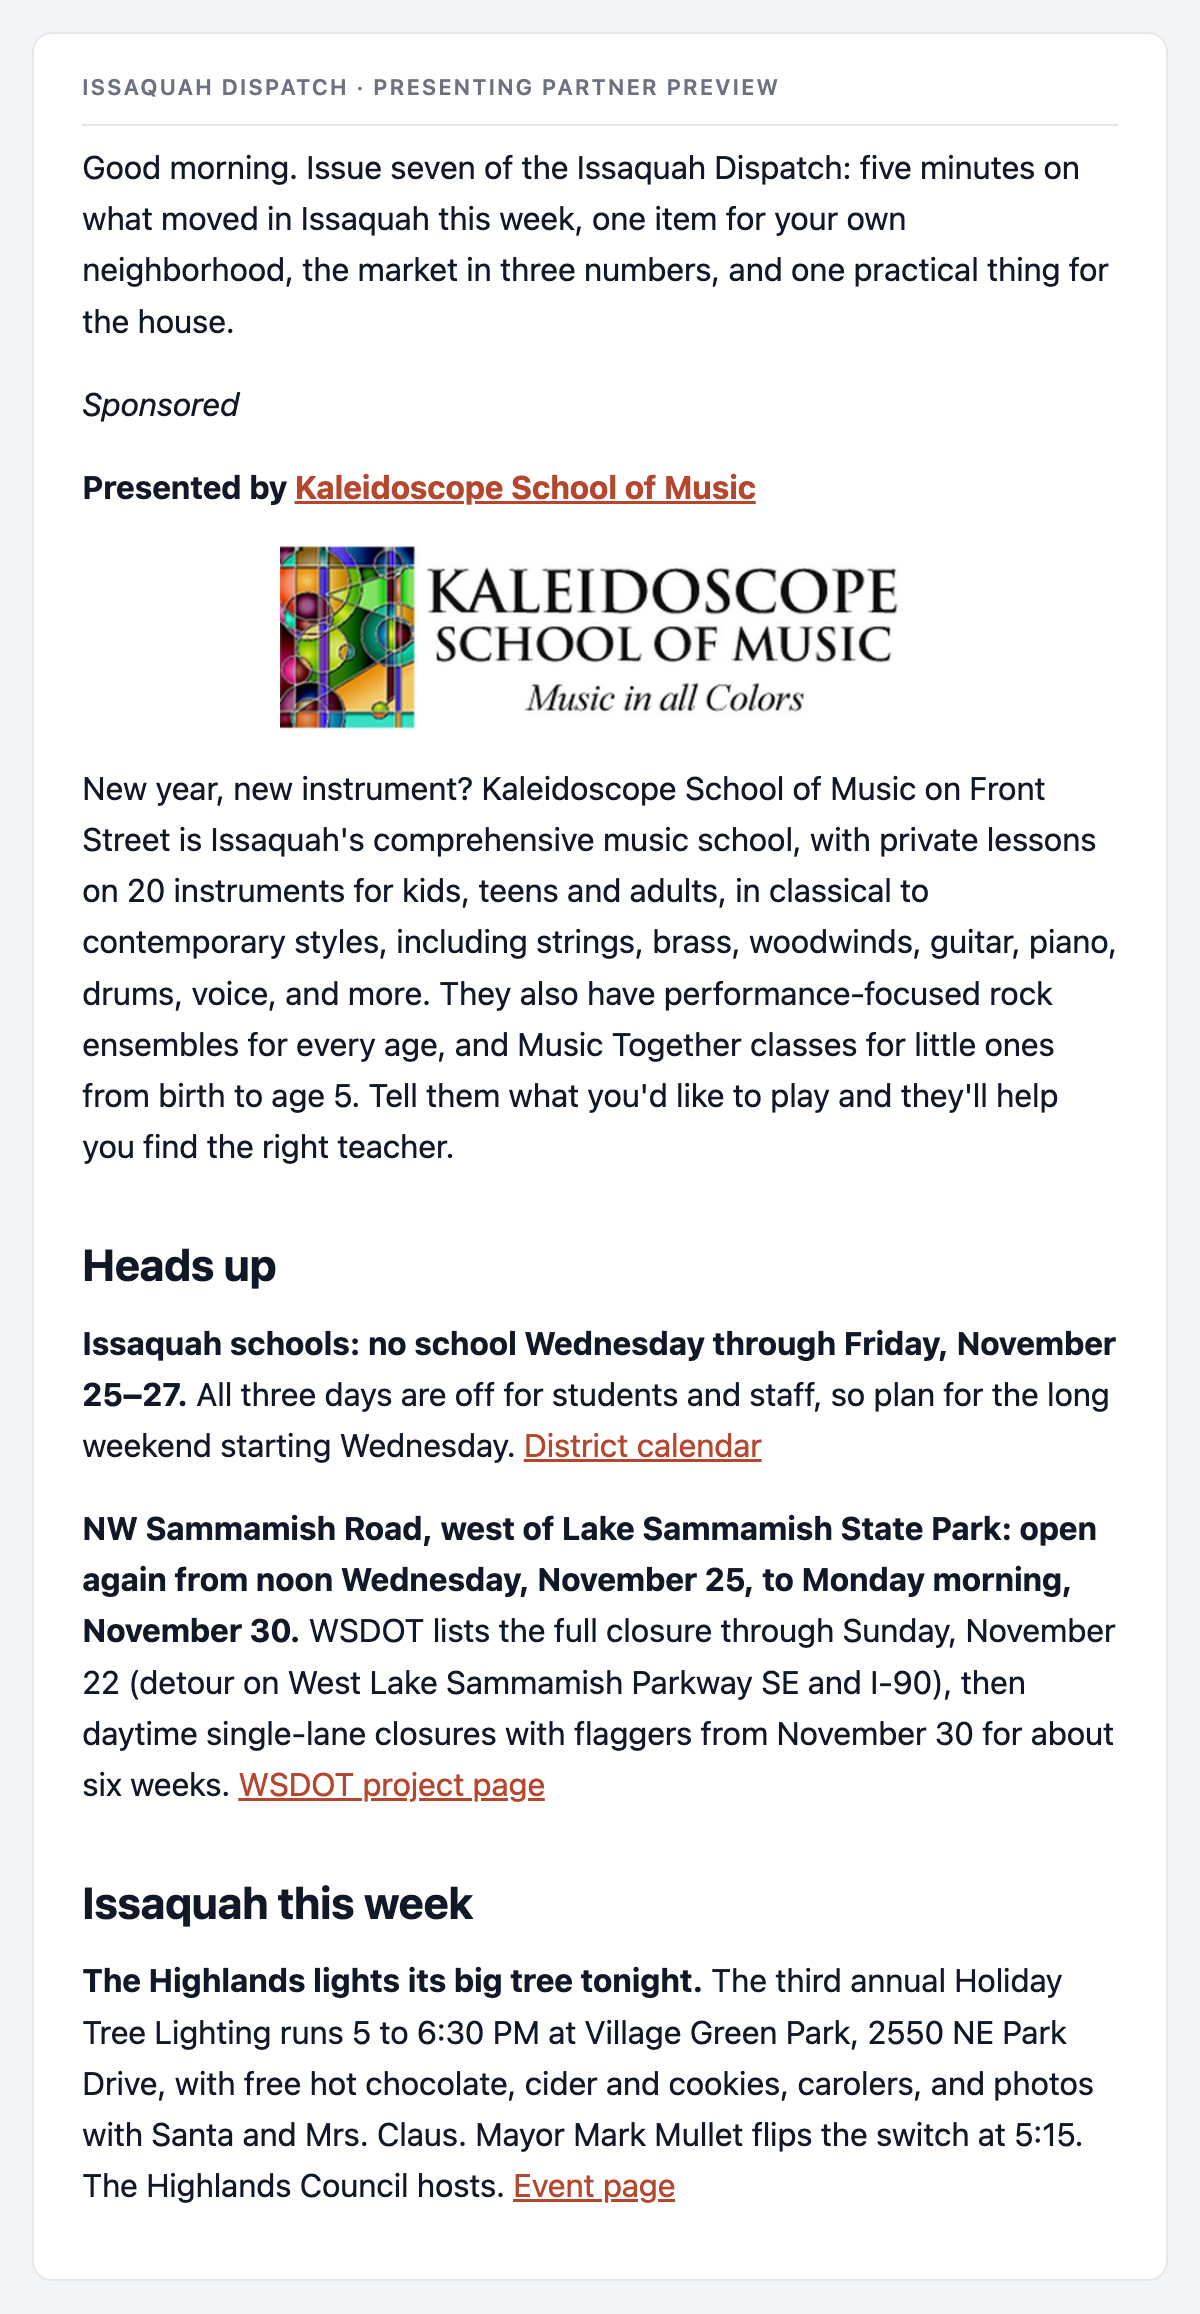 ISSAQUAH DISPATCH · PRESENTING PARTNER PREVIEW
Good morning. Issue seven of the Issaquah Dispatch: five minutes on
what moved in Issaquah this week, one item for your own
neighborhood, the market in three numbers, and one practical thing for
the house.
Sponsored
Presented by Kaleidoscope School of Music
KALEIDOSCOPE
SCHOOL OF MUSIC
Music in all Colors
New year, new instrument? Kaleidoscope School of Music on Front
Street is Issaquah's comprehensive music school, with private lessons
on 20 instruments for kids, teens and adults, in classical to
contemporary styles, including strings, brass, woodwinds, guitar, piano,
drums, voice, and more. They also have performance-focused rock
ensembles for every age, and Music Together classes for little ones
from birth to age 5. Tell them what you'd like to play and they'll help
you find the right teacher.
Heads up
Issaquah schools: no school Wednesday through Friday, November
25–27. All three days are off for students and staff, so plan for the long
weekend starting Wednesday. District calendar
NW Sammamish Road, west of Lake Sammamish State Park: open
again from noon Wednesday, November 25, to Monday morning,
November 30. WSDOT lists the full closure through Sunday, November
22 (detour on West Lake Sammamish Parkway SE and I-90), then
daytime single-lane closures with flaggers from November 30 for about
six weeks. WSDOT project page
Issaquah this week
The Highlands lights its big tree tonight. The third annual Holiday
Tree Lighting runs 5 to 6:30 PM at Village Green Park, 2550 NE Park
Drive, with free hot chocolate, cider and cookies, carolers, and photos
with Santa and Mrs. Claus. Mayor Mark Mullet flips the switch at 5:15.
The Highlands Council hosts. Event page